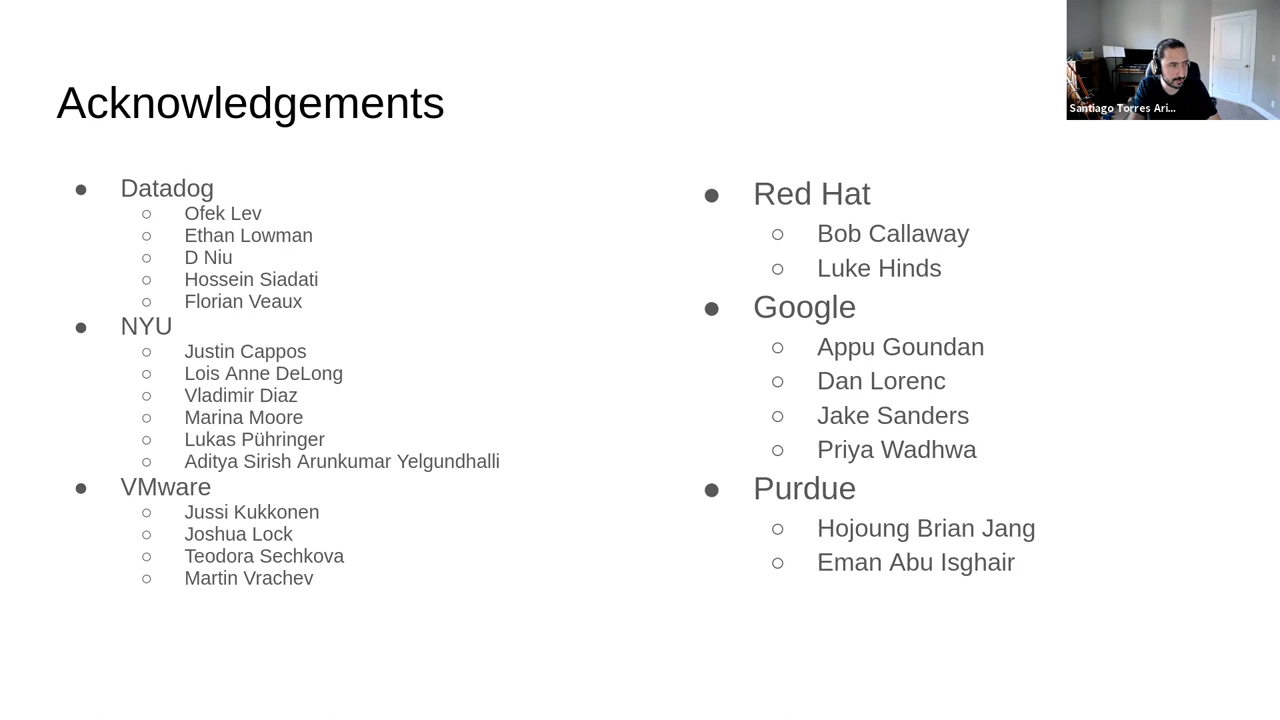 Acknowledgements
Datadog
Ofek Lev
Ethan Lowman
D Niu
Hossein Siadati
Florian Veaux
NYU
Justin Cappos
Lois Anne DeLong
Vladimir Diaz
Marina Moore
Lukas Pühringer
Aditya Sirish Arunkumar Yelgundhalli
VMware
Jussi Kukkonen
Joshua Lock
Teodora Sechkova
Martin Vrachev
Red Hat
Bob Callaway
Luke Hinds
Google
Appu Goundan
Dan Lorenc
Jake Sanders
Priya Wadhwa
Purdue
Hojoung Brian Jang
Eman Abu Isghair
Santiago Torres Ari...